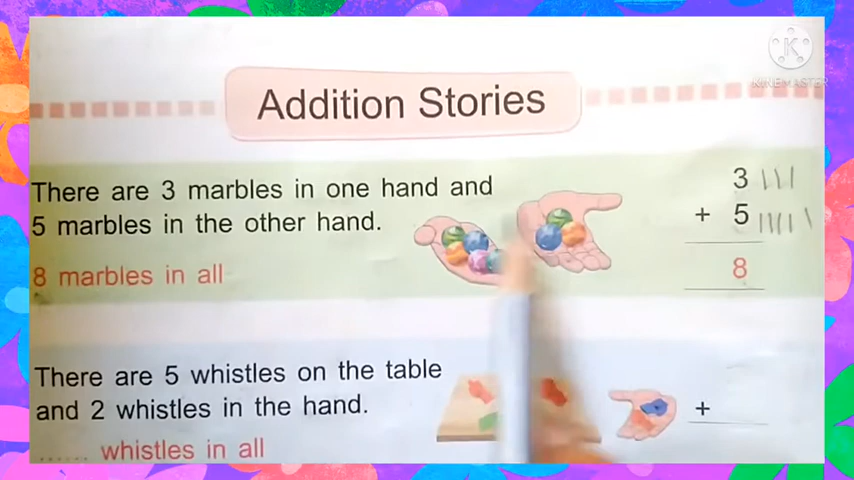 K
KINEMASTER
Addition Stories
There are 3 marbles in one hand and
5 marbles in the other hand.
8 marbles in all
3
+ 5
8
There are 5 whistles on the table
and 2 whistles in the hand.
...... whistles in all
+